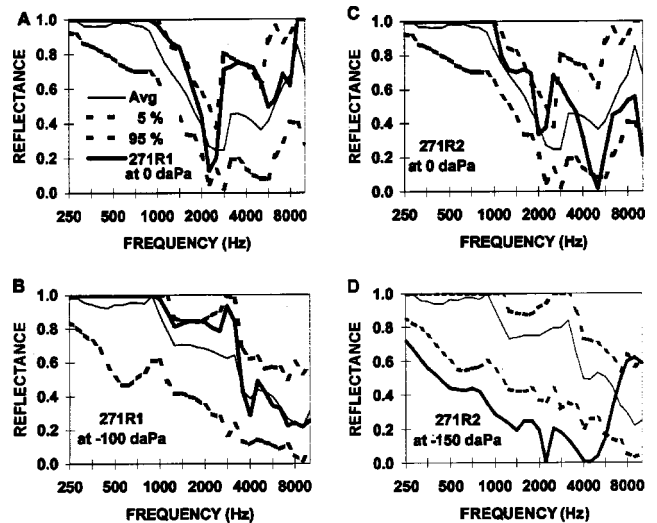 A
1.0
0.8
0.6
0.4
0.2
0.0
REFLECTANCE
Avg
5 %
95 %
271R1
at 0 daPa
250 500 1000 2000 4000 8000
FREQUENCY (Hz)
C
1.0
0.8
0.6
0.4
0.2
0.0
REFLECTANCE
271R2
at 0 daPa
250 500 1000 2000 4000 8000
FREQUENCY (Hz)
B
1.0
0.8
0.6
0.4
0.2
0.0
REFLECTANCE
271R1
at -100 daPa
250 500 1000 2000 4000 8000
FREQUENCY (Hz)
D
1.0
0.8
0.6
0.4
0.2
0.0
REFLECTANCE
271R2
at -150 daPa
250 500 1000 2000 4000 8000
FREQUENCY (Hz)